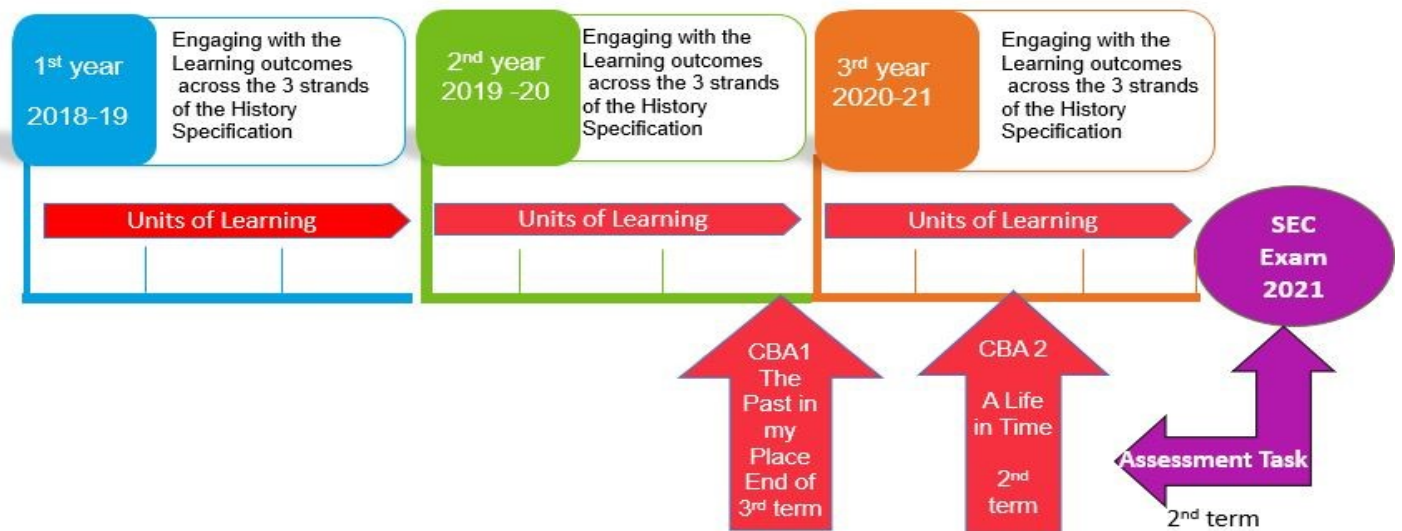 1st year
2018-19
Engaging with the
Learning outcomes
across the 3 strands
of the History
Specification
2nd year
2019 -20
Engaging with the
Learning outcomes
across the 3 strands
of the History
Specification
3rd year
2020-21
Engaging with the
Learning outcomes
across the 3 strands
of the History
Specification
Units of Learning
Units of Learning
Units of Learning
SEC
Exam
2021
CBA1
The
Past in
my
Place
End of
3rd term
CBA 2
A Life
in Time
2nd
term
Assessment Task
2nd term